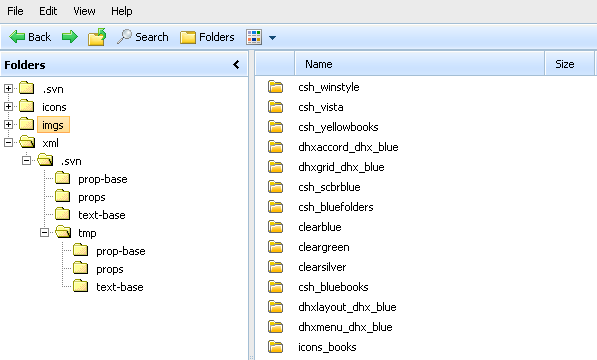 File Edit View Help
Back Search Folders
Folders
.svn
icons
imgs
xml
.svn
prop-base
props
text-base
tmp
prop-base
props
text-base
Name Size
csh_winstyle
csh_vista
csh_yellowbooks
dhxaccord_dhx_blue
dhxgrid_dhx_blue
csh_scbrblue
csh_bluefolders
clearblue
cleargreen
clearsilver
csh_bluebooks
dhxlayout_dhx_blue
dhxmenu_dhx_blue
icons_books